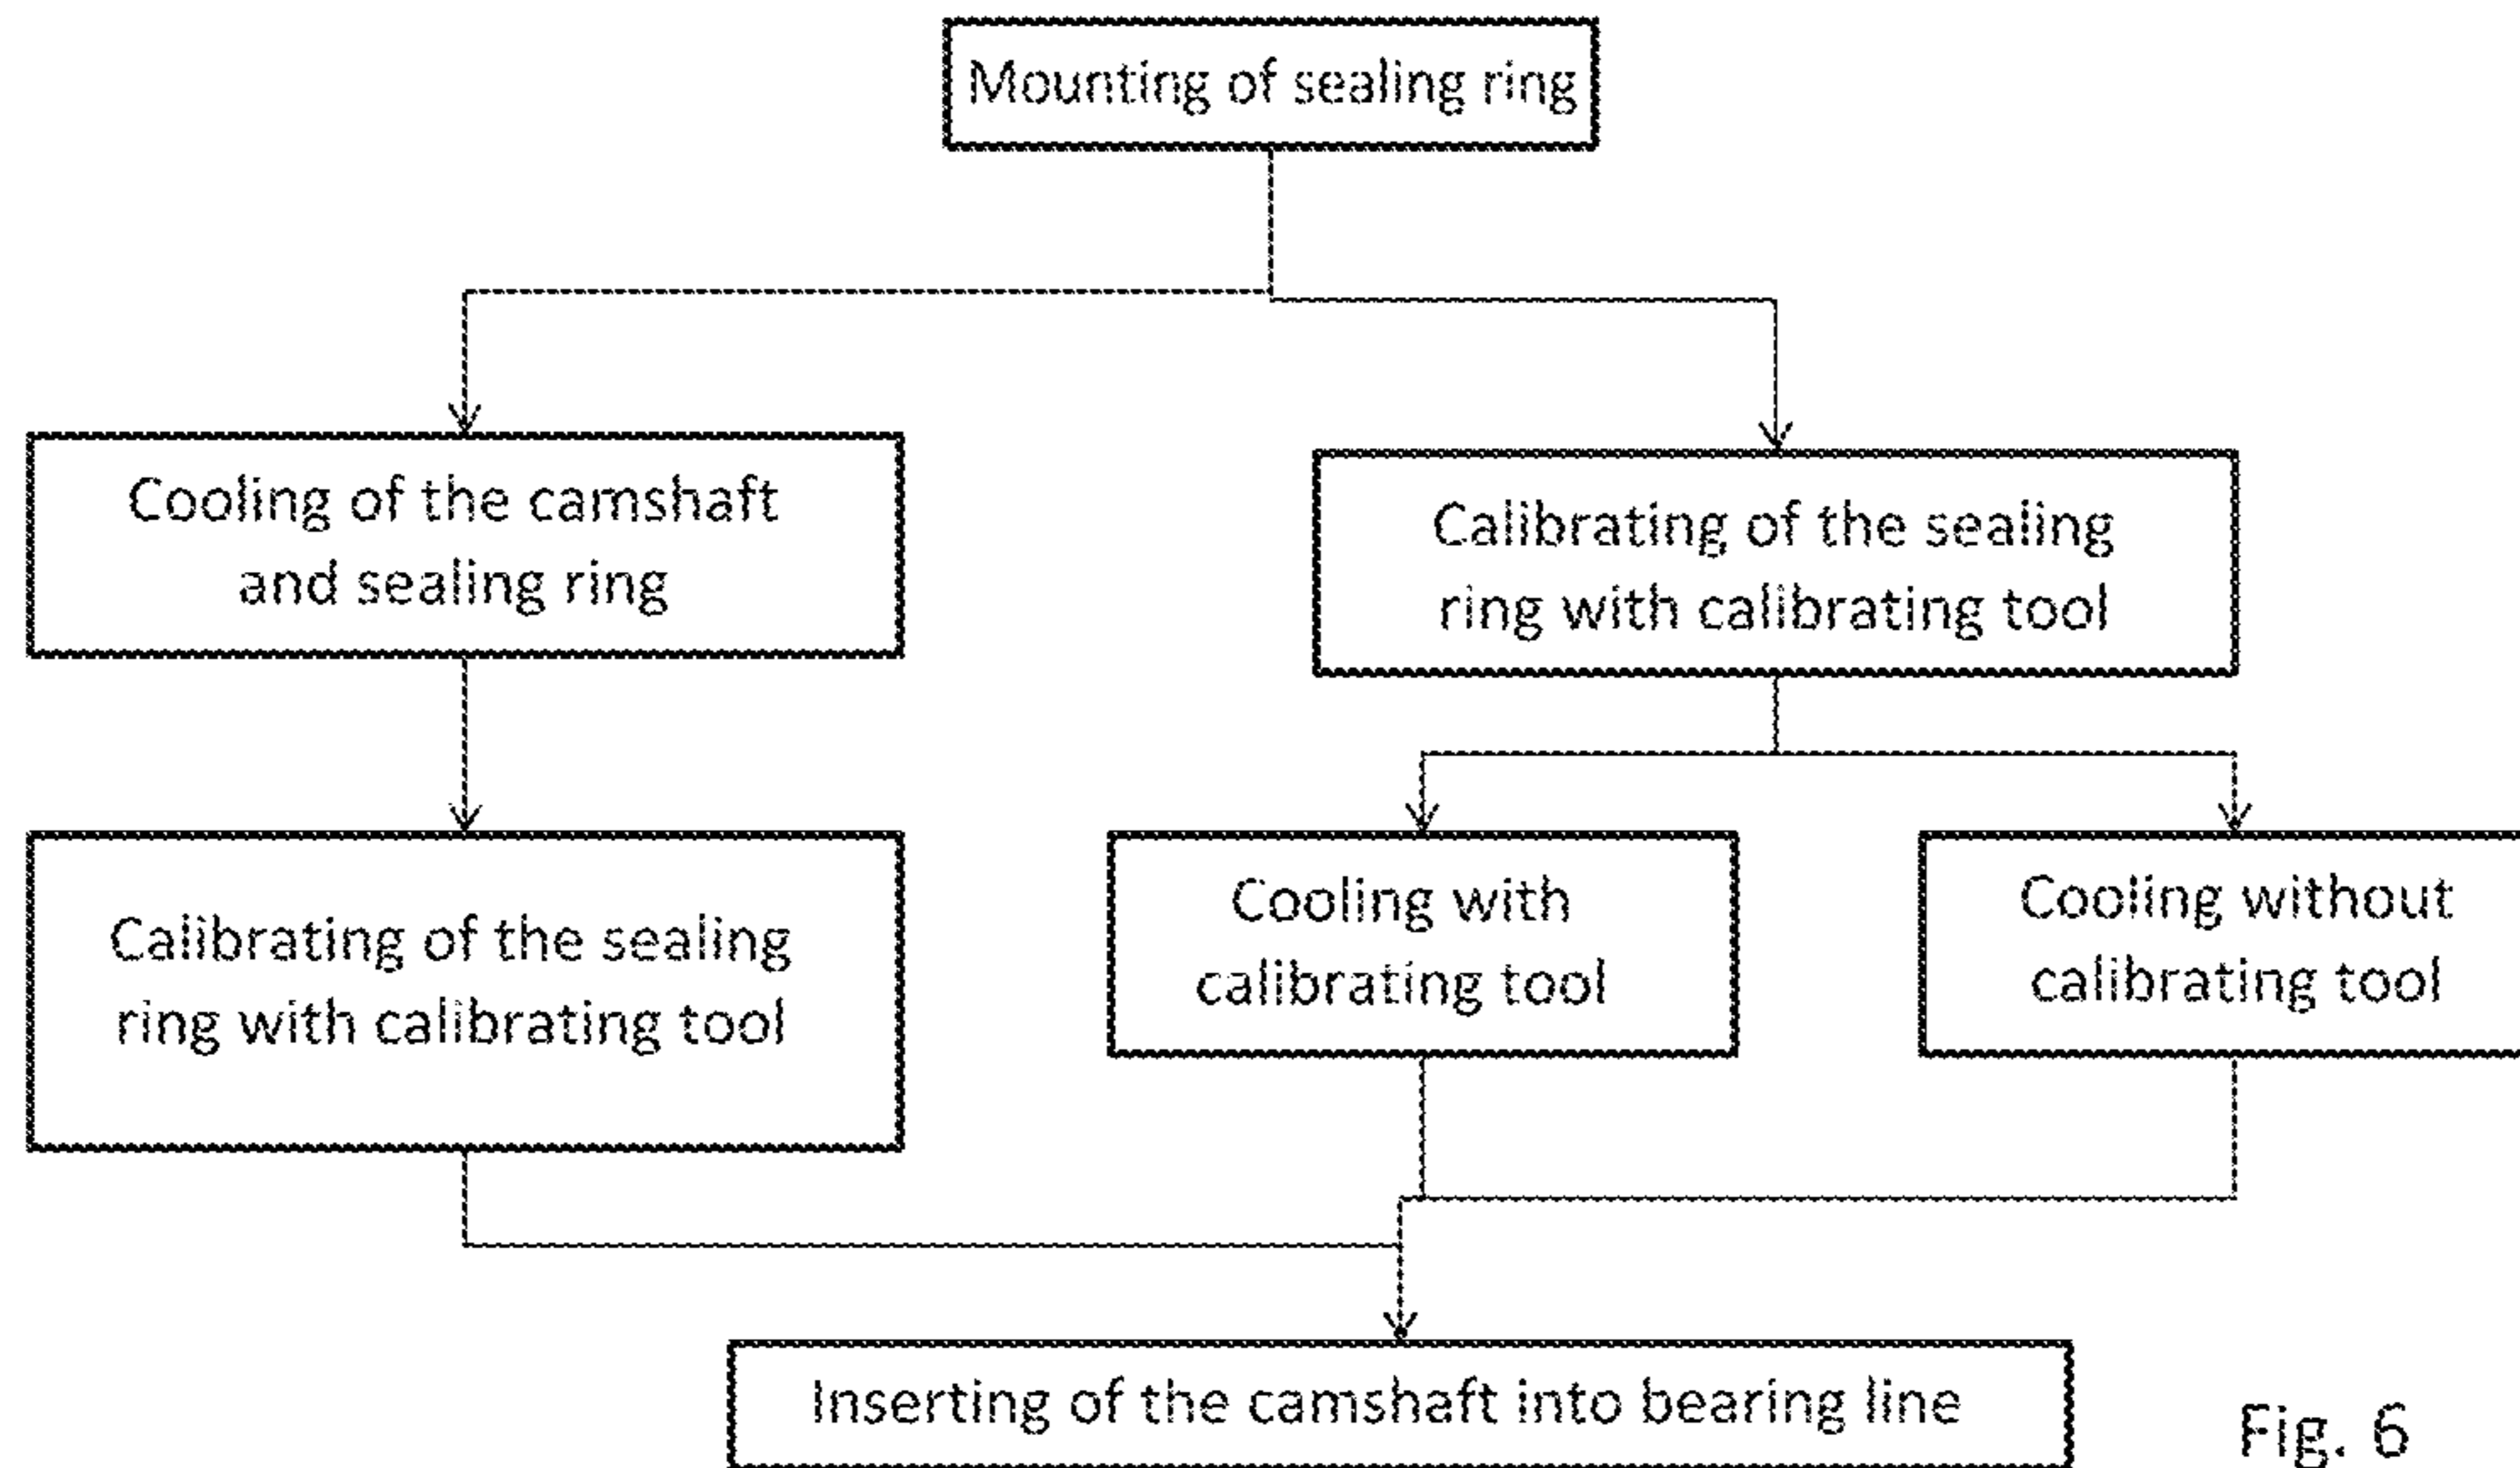 Mounting of sealing ring
Cooling of the camshaft
and sealing ring
Calibrating of the sealing
ring with calibrating tool
Calibrating of the sealing
ring with calibrating tool
Cooling with
calibrating tool
Cooling without
calibrating tool
Inserting of the camshaft into bearing line
Fig. 6